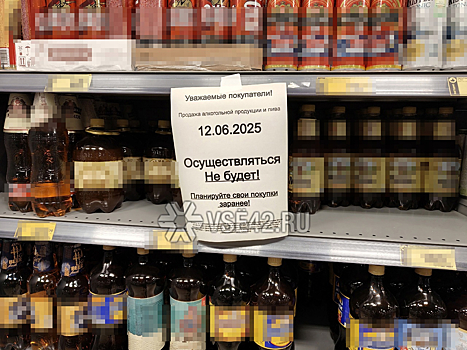 Уважаемые покупатели!
Продажа алкогольной продукции и пива
12.06.2025
Осуществляться
Не будет!
Планируйте свои покупки
заранее!
VSE42.RU